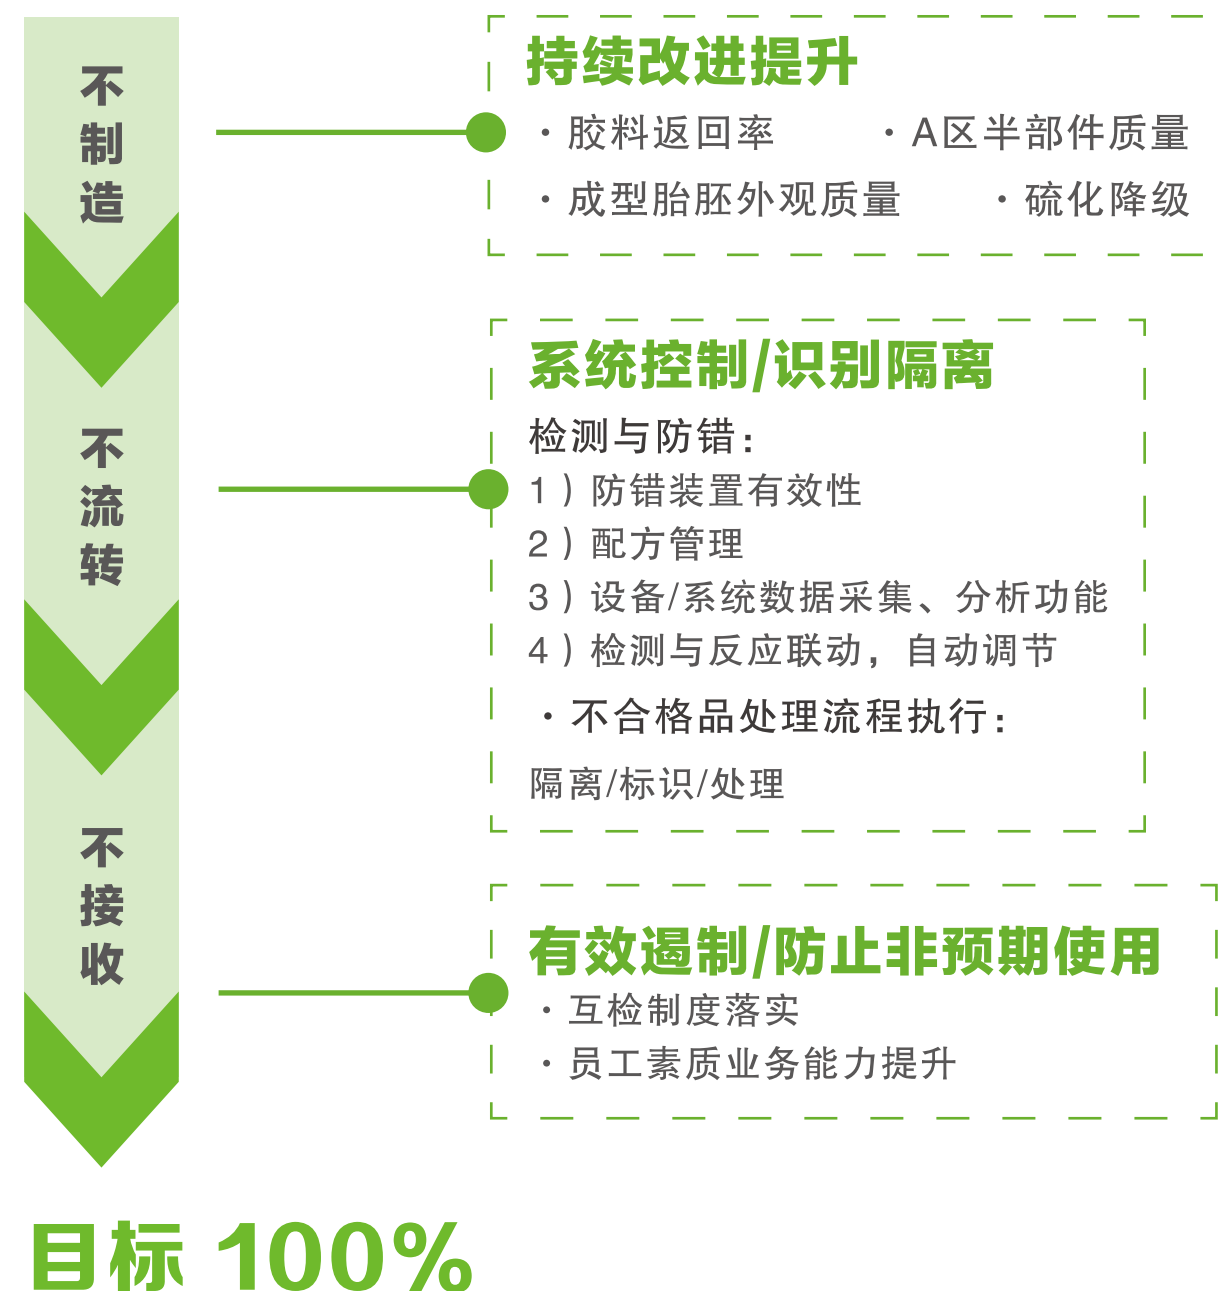 不制造
持续改进提升
·胶料返回率 ·A区半部件质量
·成型胎胚外观质量 ·硫化降级
不流转
系统控制/识别隔离
检测与防错：
1）防错装置有效性
2）配方管理
3）设备/系统数据采集、分析功能
4）检测与反应联动，自动调节
·不合格品处理流程执行：
隔离/标识/处理
不接收
有效遏制/防止非预期使用
·互检制度落实
·员工素质业务能力提升
目标 100%